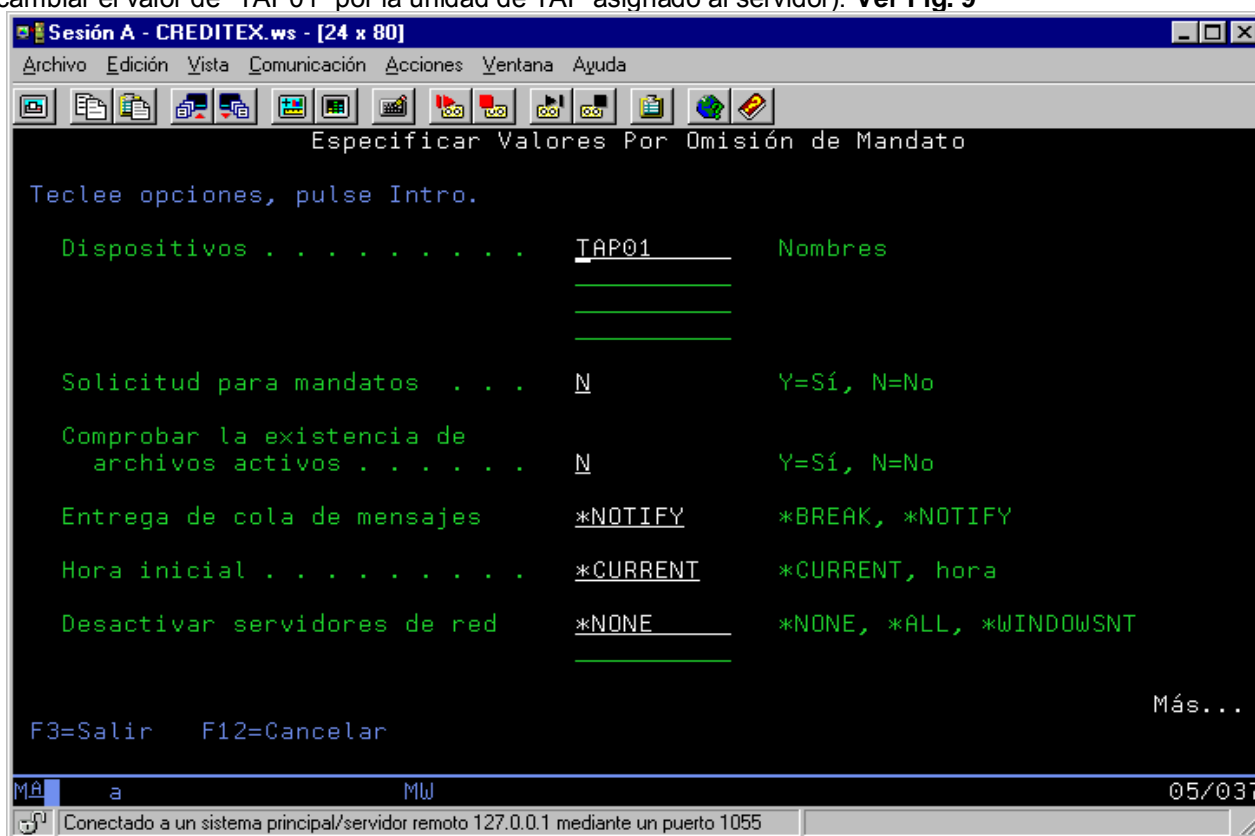 cambiar el valor de "TAP01" por la unidad de TAP asignado al servidor). Ver Fig. 9
Sesión A - CREDITEX.ws - [24 x 80]
Archivo Edición Vista Comunicación Acciones Ventana Ayuda
Especificar Valores Por Omisión de Mandato
Teclee opciones, pulse Intro.
Dispositivos . . . . . . . . . TAP01 Nombres
Solicitud para mandatos . . . N Y=Sí, N=No
Comprobar la existencia de
archivos activos . . . . . . N Y=Sí, N=No
Entrega de cola de mensajes *NOTIFY *BREAK, *NOTIFY
Hora inicial . . . . . . . . . *CURRENT *CURRENT, hora
Desactivar servidores de red *NONE *NONE, *ALL, *WINDOWSNT
Más...
F3=Salir F12=Cancelar
MA a MW 05/037
Conectado a un sistema principal/servidor remoto 127.0.0.1 mediante un puerto 1055